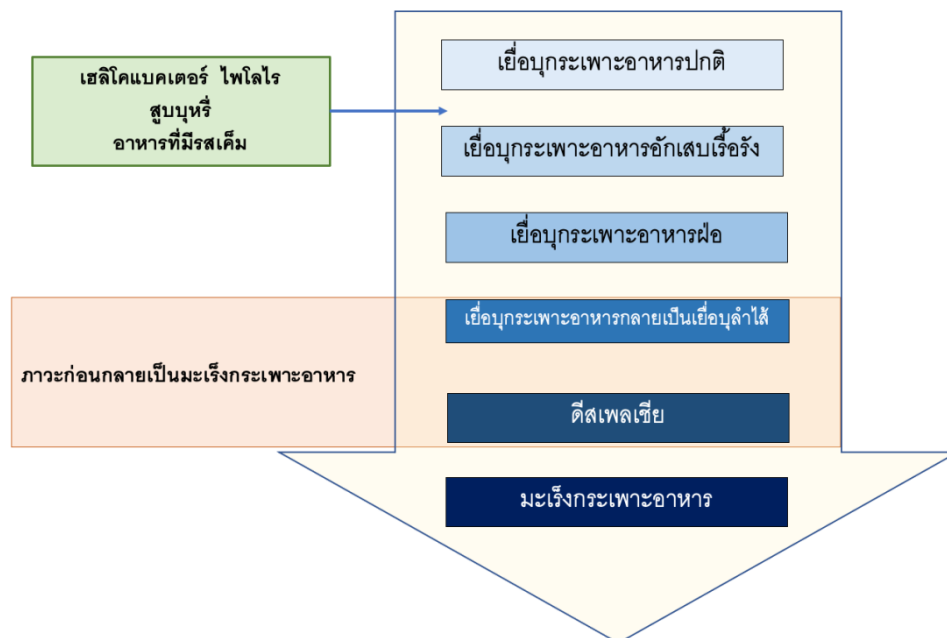 เยื่อบุกระเพาะอาหารปกติ
เฮลิโคแบคเตอร์ ไพโลไร
สูบบุหรี่
อาหารที่มีรสเค็ม
เยื่อบุกระเพาะอาหารอักเสบเรื้อรัง
เยื่อบุกระเพาะอาหารฝ่อ
เยื่อบุกระเพาะอาหารกลายเป็นเยื่อบุลำไส้
ภาวะก่อนกลายเป็นมะเร็งกระเพาะอาหาร
ดีสเพลเซีย
มะเร็งกระเพาะอาหาร